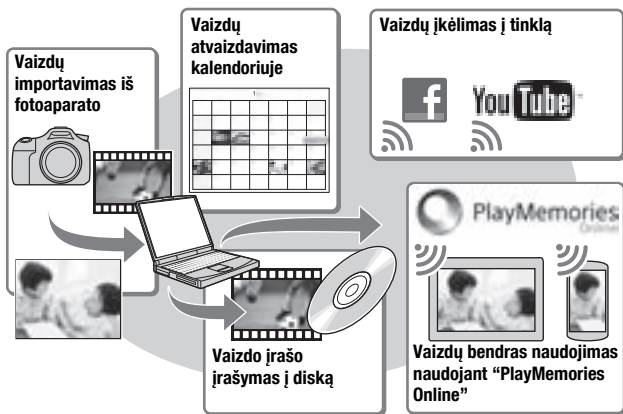 Vaizdų
importavimas iš
fotoaparato
Vaizdų
atvaizdavimas
kalendoriuje
1
Vaizdų įkėlimas į tinklą
f
You Tube
PlayMemories
Online
Vaizdo įrašo
įrašymas į diską
Vaizdų bendras naudojimas
naudojant “PlayMemories
Online”